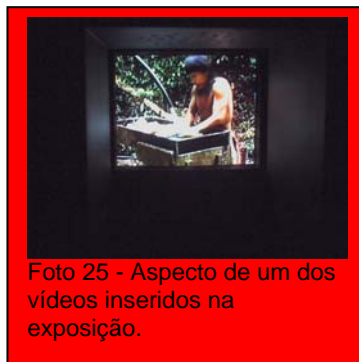 Foto 25 - Aspecto de um dos
vídeos inseridos na
exposição.